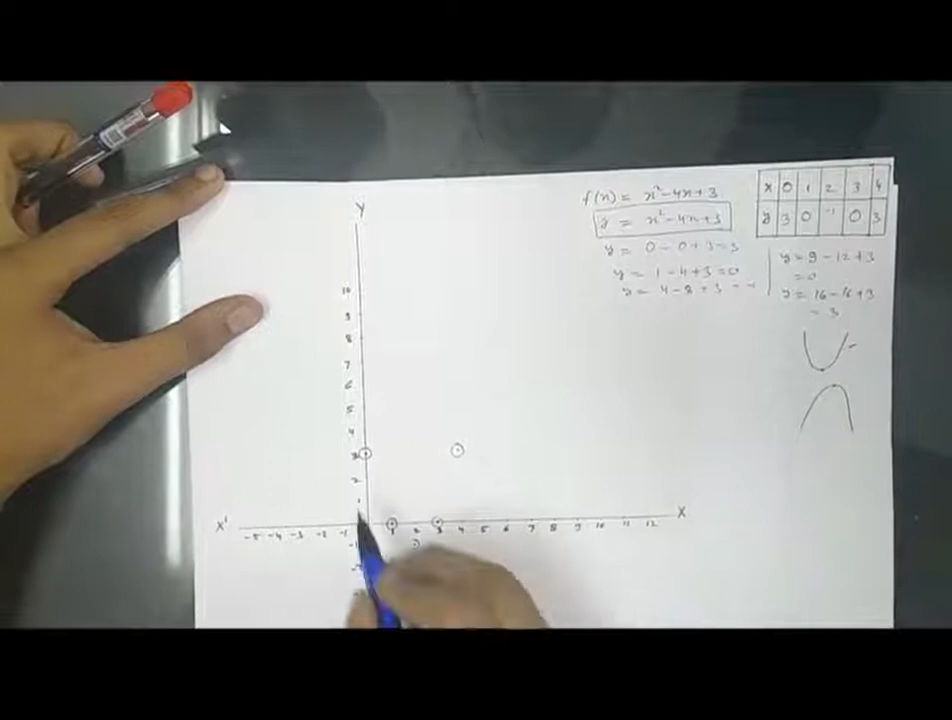 f(x) = x² - 4x + 3
y = x² - 4x + 3
y = 0 - 0 + 3 = 3
y = 1 - 4 + 3 = 0
y = 4 - 8 + 3 = -1
x 0 1 2 3 4
y 3 0 -1 0 3
y = 9 - 12 + 3
= 0
y = 16 - 16 + 3
= 3
Y
10
9
8
7
6
5
4
3
2
1
X' -5 -4 -3 -2 -1 1 2 3 4 5 6 7 8 9 10 11 12 X
-1
-2